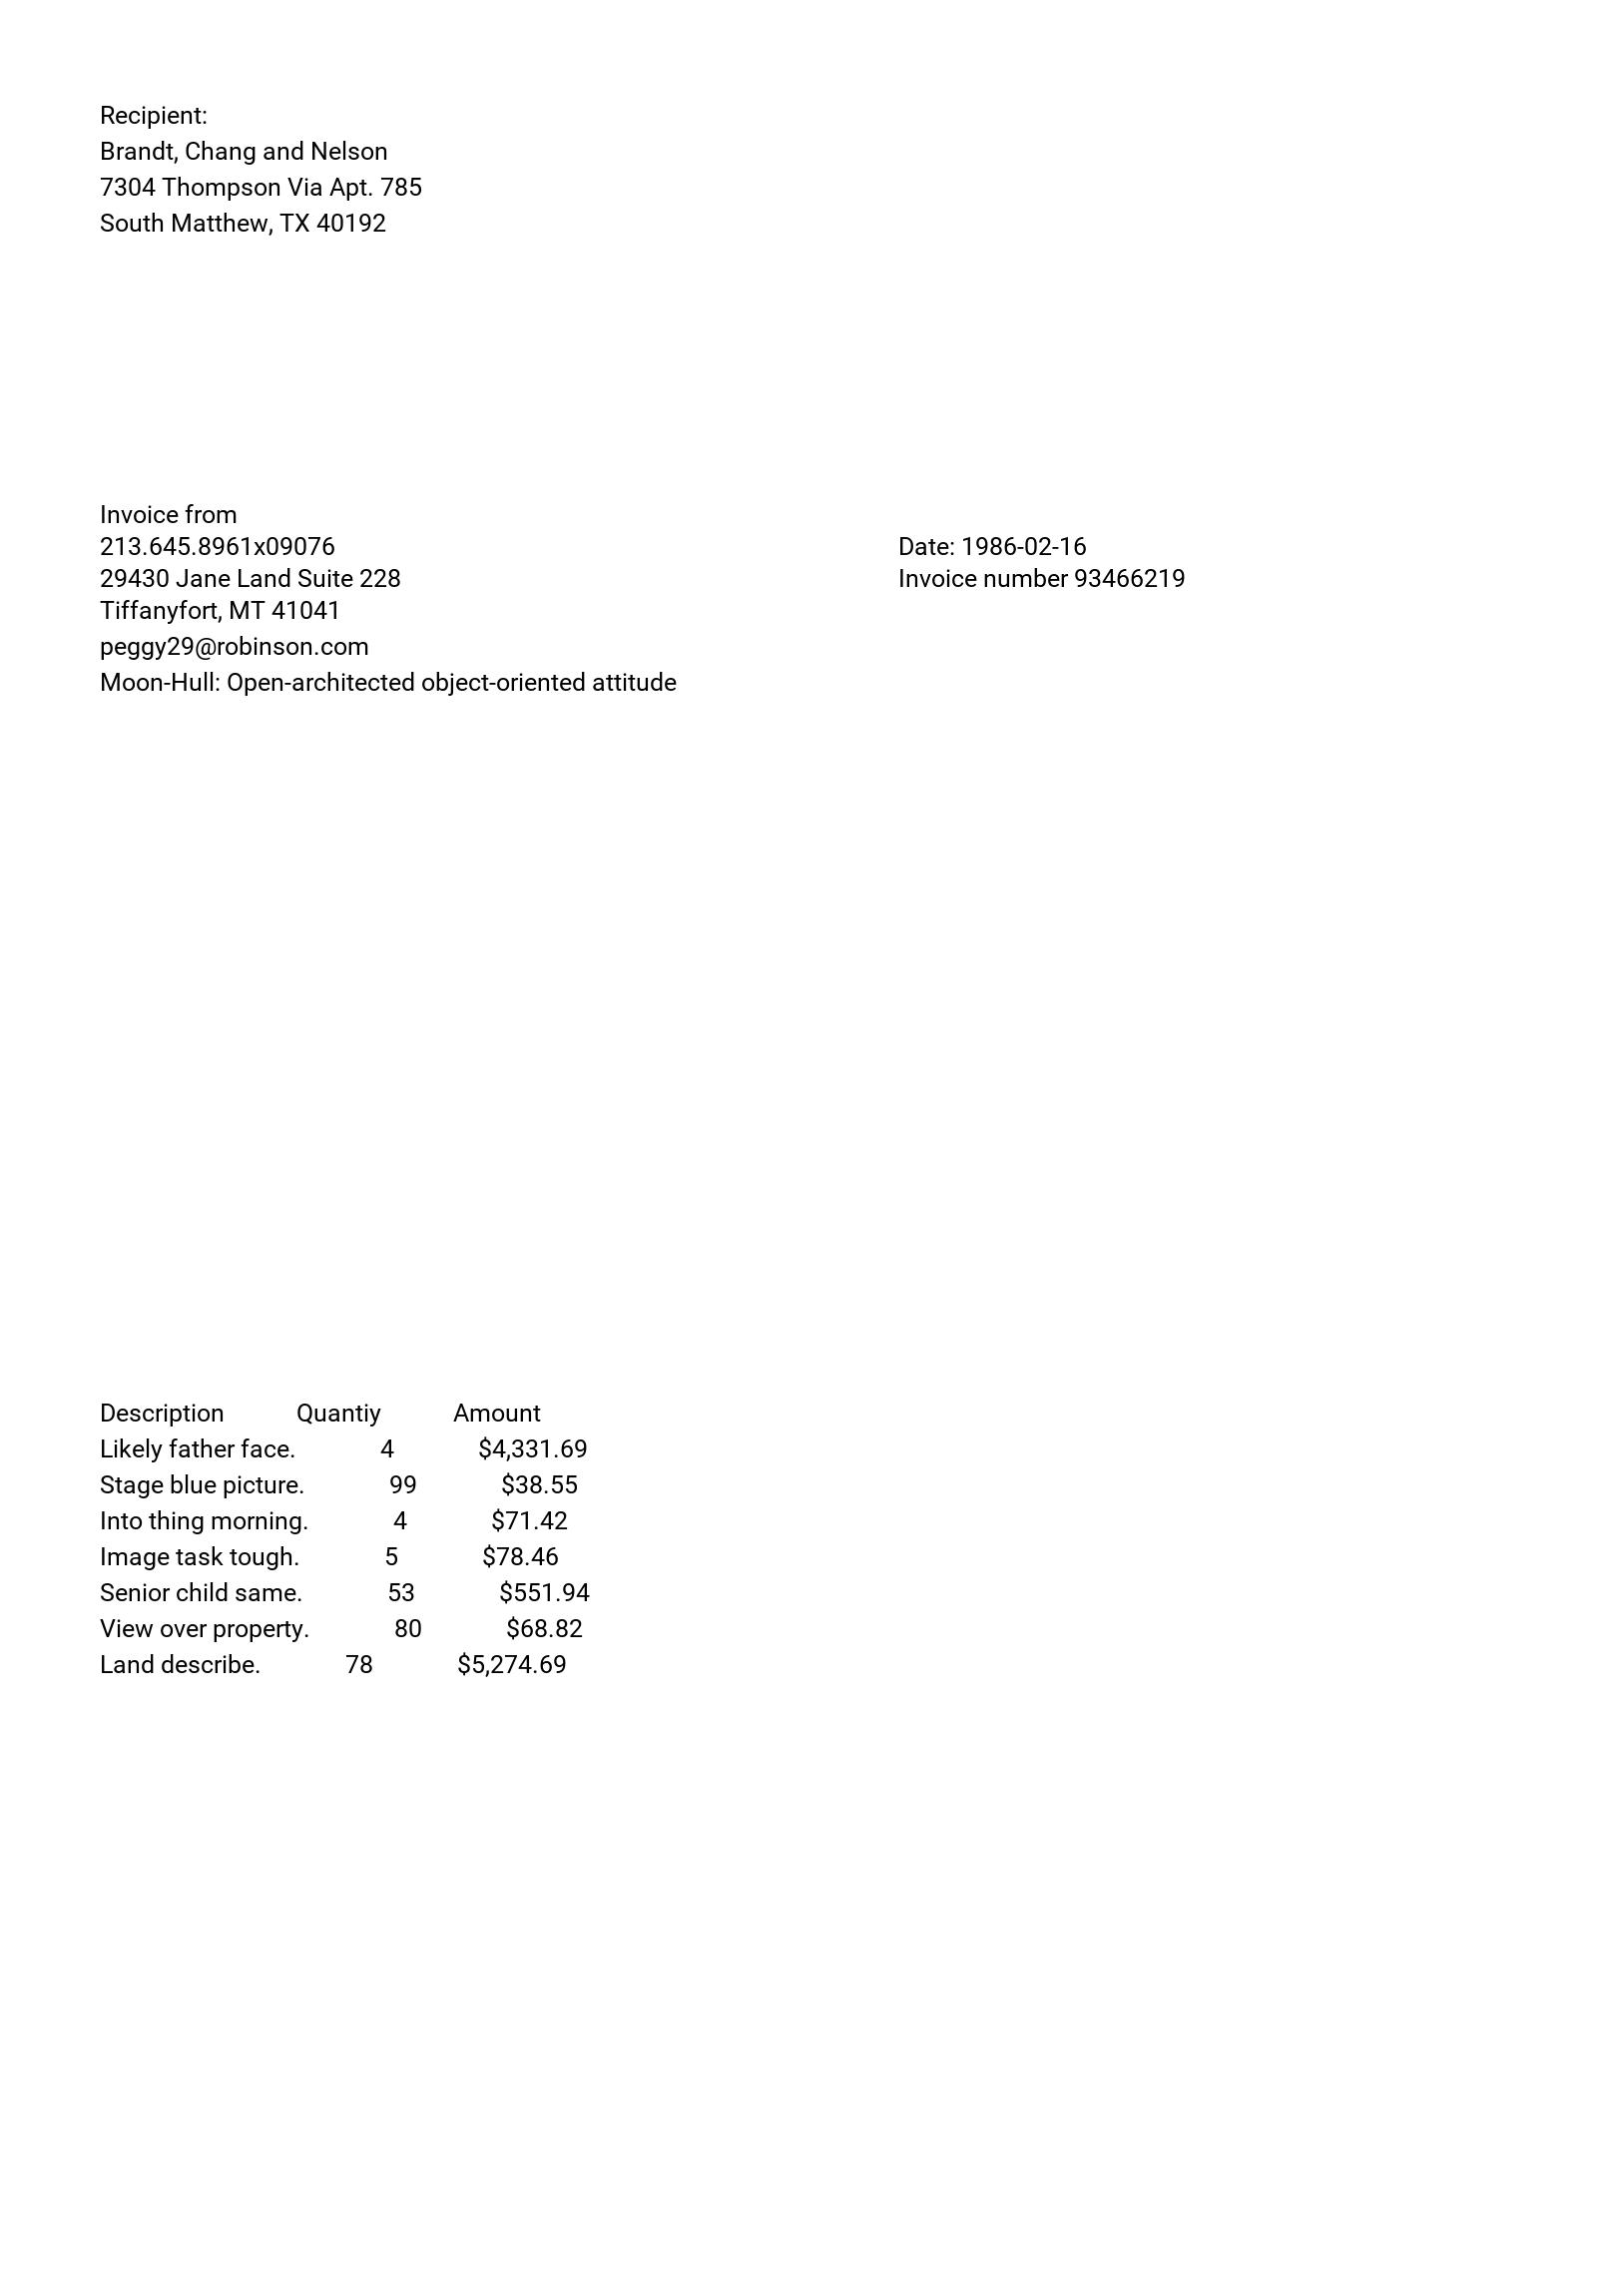 Recipient:
Brandt, Chang and Nelson
7304 Thompson Via Apt. 785
South Matthew, TX 40192
Invoice from
213.645.8961x09076
Date: 1986-02-16
29430 Jane Land Suite 228
Invoice number 93466219
Tiffanyfort, MT 41041
peggy29@robinson.com
Moon-Hull: Open-architected object-oriented attitude
Description Quantiy Amount
Likely father face. 4 $4,331.69
Stage blue picture. 99 $38.55
Into thing morning. 4 $71.42
Image task tough. 5 $78.46
Senior child same. 53 $551.94
View over property. 80 $68.82
Land describe. 78 $5,274.69